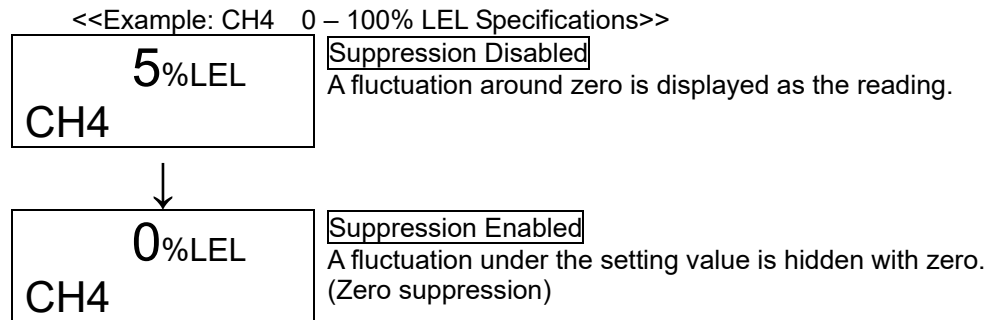 <<Example: CH4 0 – 100% LEL Specifications>>
5%LEL
CH4
Suppression Disabled
A fluctuation around zero is displayed as the reading.
↓
0%LEL
CH4
Suppression Enabled
A fluctuation under the setting value is hidden with zero.
(Zero suppression)